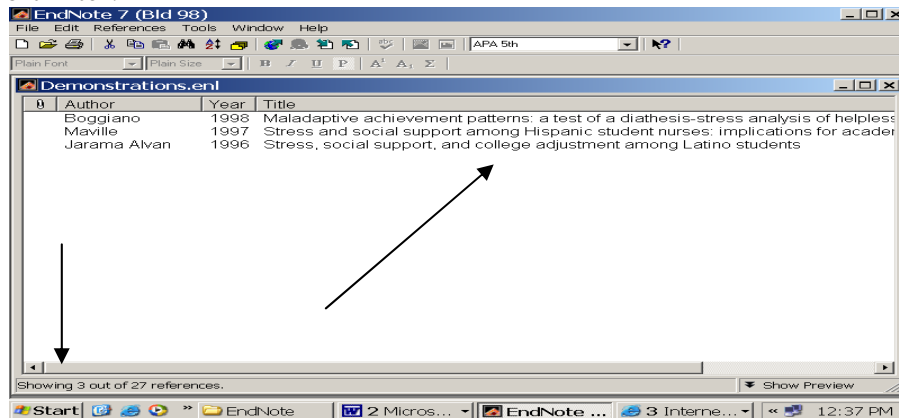 EndNote 7 (Bld 98)
File Edit References Tools Window Help
APA 5th
Plain Font Plain Size B I U P A¹ A₁ Σ
Demonstrations.enl
Author Year Title
Boggiano 1998 Maladaptive achievement patterns: a test of a diathesis-stress analysis of helpless
Maville 1997 Stress and social support among Hispanic student nurses: implications for acader
Jarama Alvan 1996 Stress, social support, and college adjustment among Latino students
Showing 3 out of 27 references. Show Preview
Start » EndNote 2 Micros... EndNote ... 3 Interne... « 12:37 PM